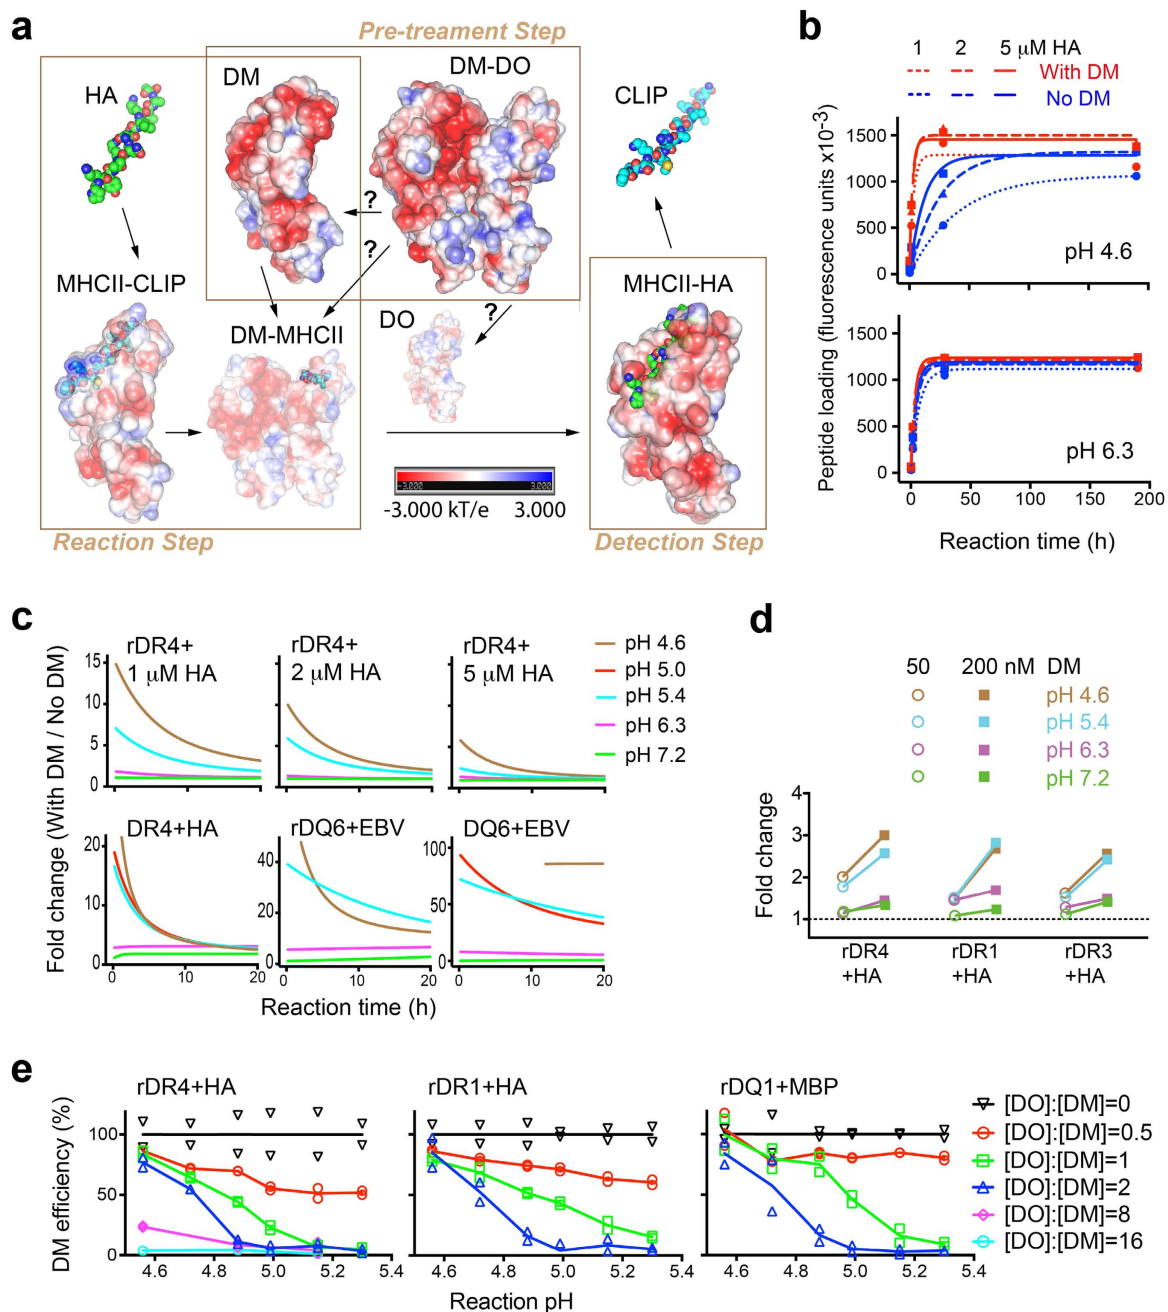 a
Pre-treament Step
HA
DM
DM-DO
CLIP
?
?
?
MHCII-CLIP
DM-MHCII
DO
MHCII-HA
-3.000
3.000
-3.000 kT/e
3.000
Reaction Step
Detection Step
b
1 2 5 μM HA
With DM
No DM
Peptide loading (fluorescence units x10-3)
1500
1000
500
0
pH 4.6
1500
1000
500
0
pH 6.3
0 50 100 150 200
Reaction time (h)
c
Fold change (With DM / No DM)
rDR4+
1 μM HA
rDR4+
2 μM HA
rDR4+
5 μM HA
15
10
5
0
pH 4.6
pH 5.0
pH 5.4
pH 6.3
pH 7.2
DR4+HA
rDQ6+EBV
DQ6+EBV
20
10
0
40
20
0
100
50
0
0 10 20
0 10 20
0 10 20
Reaction time (h)
d
50 200 nM DM
pH 4.6
pH 5.4
pH 6.3
pH 7.2
Fold change
4
3
2
1
rDR4
+HA
rDR1
+HA
rDR3
+HA
e
DM efficiency (%)
rDR4+HA
rDR1+HA
rDQ1+MBP
100
50
0
4.6 4.8 5.0 5.2 5.4
4.6 4.8 5.0 5.2 5.4
4.6 4.8 5.0 5.2 5.4
Reaction pH
[DO]:[DM]=0
[DO]:[DM]=0.5
[DO]:[DM]=1
[DO]:[DM]=2
[DO]:[DM]=8
[DO]:[DM]=16